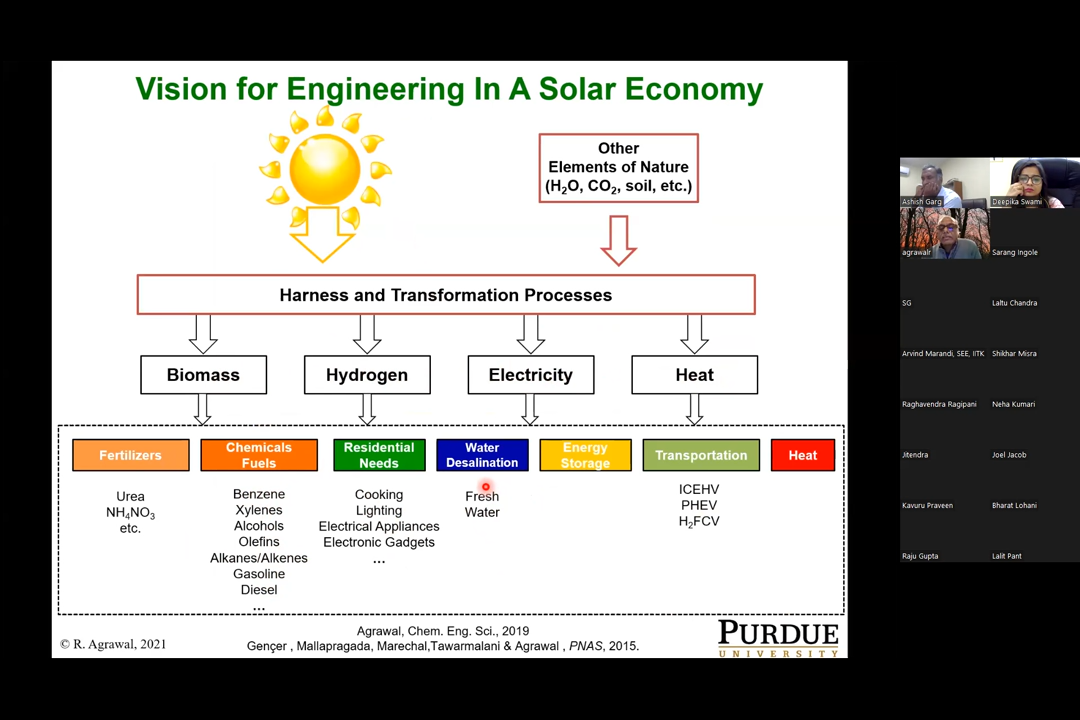 Vision for Engineering In A Solar Economy
Other
Elements of Nature
(H₂O, CO₂, soil, etc.)
Harness and Transformation Processes
Biomass
Hydrogen
Electricity
Heat
Fertilizers
Chemicals
Fuels
Residential
Needs
Water
Desalination
Energy
Storage
Transportation
Heat
Urea
NH₄NO₃
etc.
Benzene
Xylenes
Alcohols
Olefins
Alkanes/Alkenes
Gasoline
Diesel
...
Cooking
Lighting
Electrical Appliances
Electronic Gadgets
...
Fresh
Water
ICEHV
PHEV
H₂FCV
© R. Agrawal, 2021
Agrawal, Chem. Eng. Sci., 2019
Gençer , Mallapragada, Marechal,Tawarmalani & Agrawal , PNAS, 2015.
PURDUE
UNIVERSITY
Ashish Garg
Deepika Swami
agrawalr
Sarang Ingole
SG
Laltu Chandra
Arvind Marandi, SEE, IITK
Shikhar Misra
Raghavendra Ragipani
Neha Kumari
Jitendra
Joel Jacob
Kavuru Praveen
Bharat Lohani
Raju Gupta
Lalit Pant